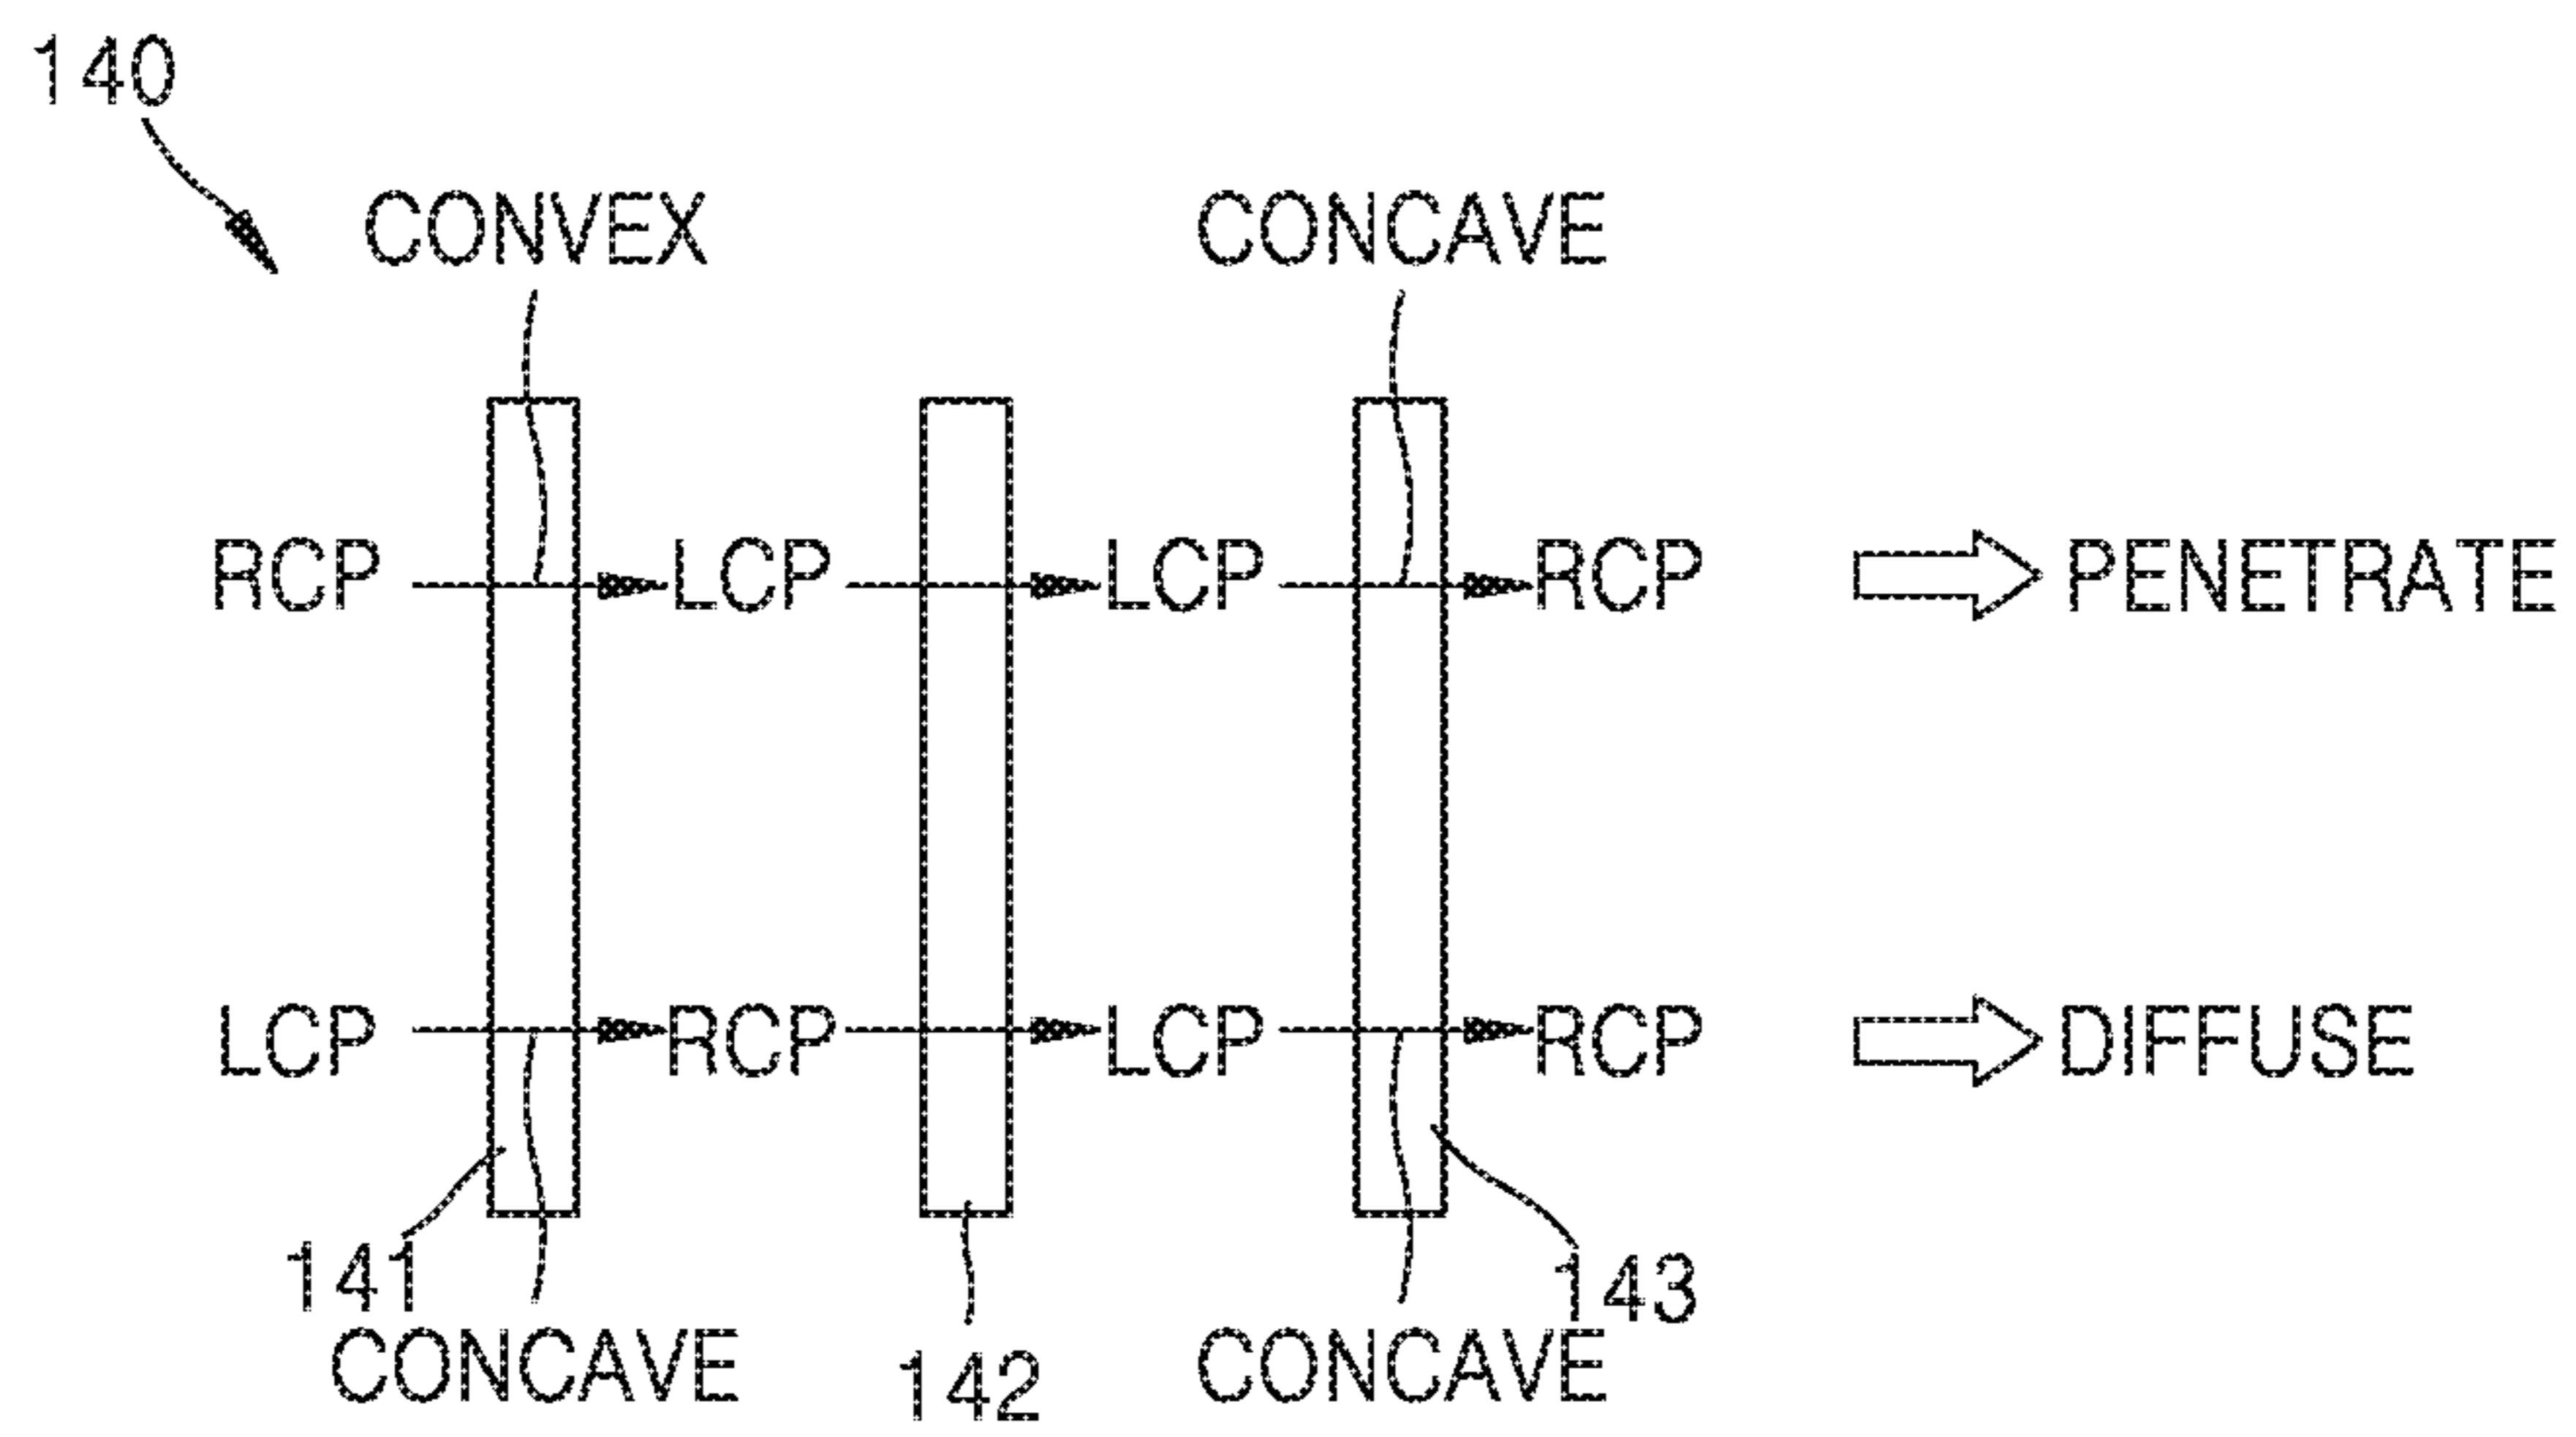 140
CONVEX CONCAVE
RCP LCP LCP RCP PENETRATE
LCP RCP LCP RCP DIFFUSE
141 143
CONCAVE 142 CONCAVE